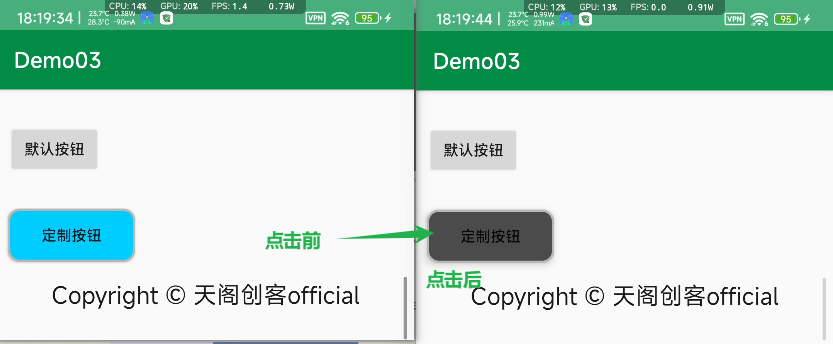 CPU: 14% GPU: 20% FPS: 1.4 0.73W
18:19:34 | 23.7°C 0.38W VPN 6 95
28.3°C -90mA
Demo03
默认按钮
定制按钮
点击前
Copyright © 天阁创客official
CPU: 12% GPU: 13% FPS: 0.0 0.91W
18:19:44 | 23.7°C 0.99W VPN 6 95
25.9°C 231mA
Demo03
默认按钮
定制按钮
点击后
Copyright © 天阁创客official